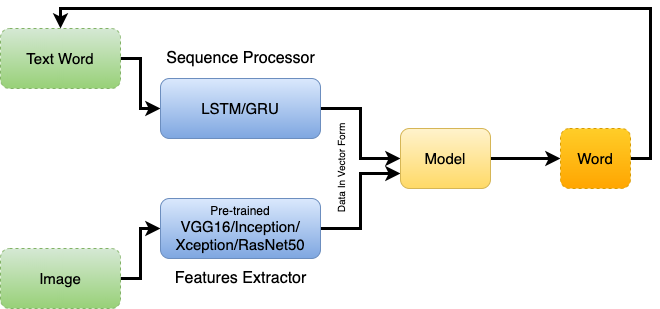 Text Word
Sequence Processor
LSTM/GRU
Data In Vector Form
Model
Word
Pre-trained
VGG16/Inception/
Xception/RasNet50
Image
Features Extractor